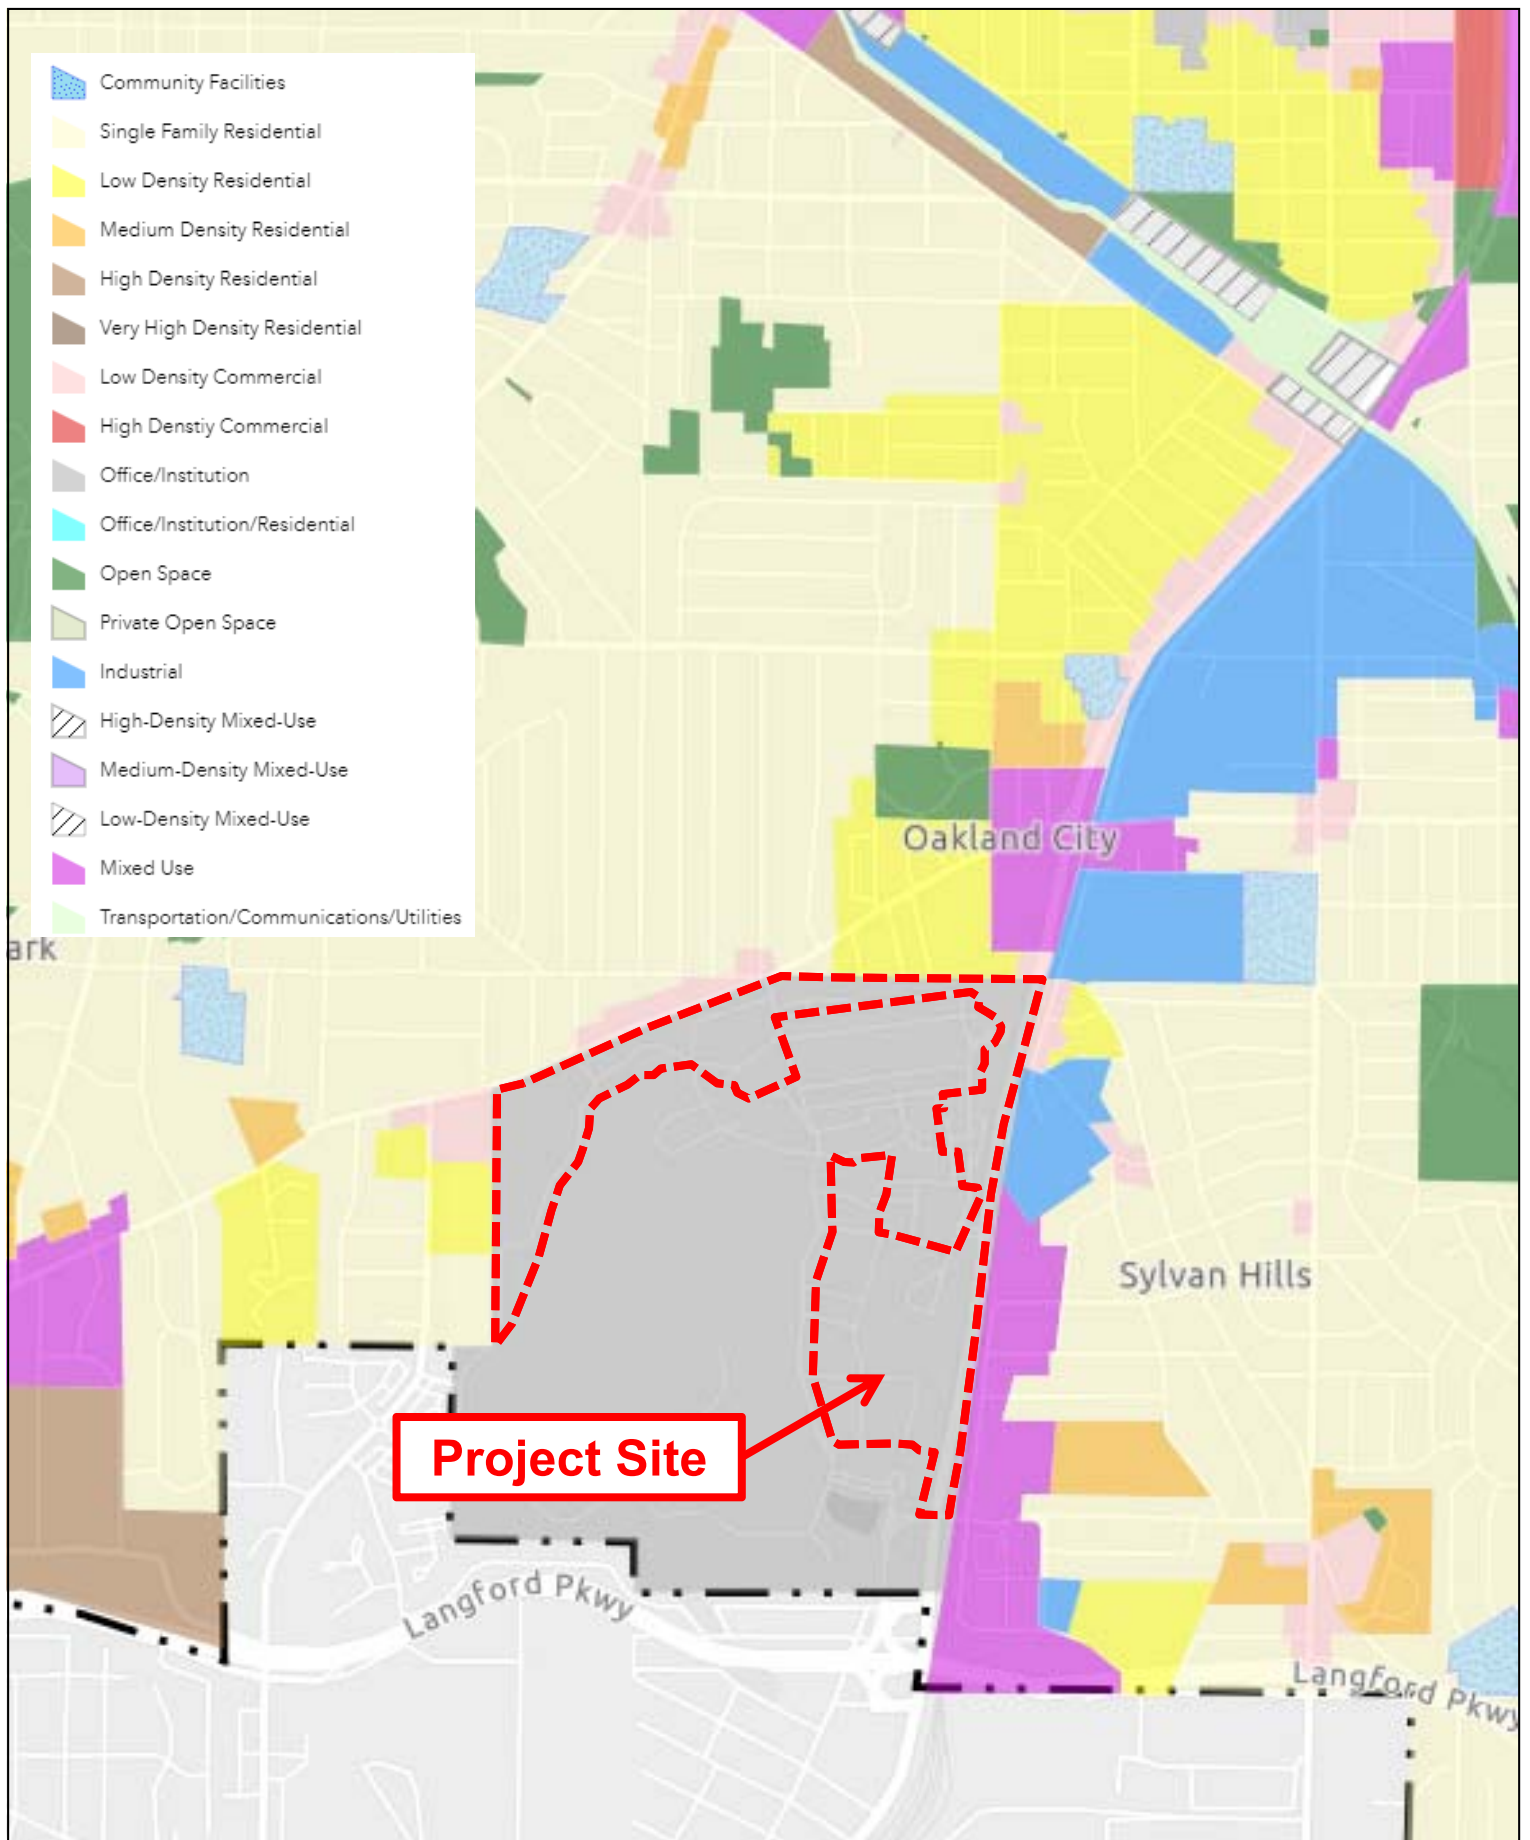 Community Facilities
Single Family Residential
Low Density Residential
Medium Density Residential
High Density Residential
Very High Density Residential
Low Density Commercial
High Denstiy Commercial
Office/Institution
Office/Institution/Residential
Open Space
Private Open Space
Industrial
High-Density Mixed-Use
Medium-Density Mixed-Use
Low-Density Mixed-Use
Mixed Use
Transportation/Communications/Utilities
Oakland City
ark
Sylvan Hills
Project Site
Langford Pkwy
Langford Pkwy